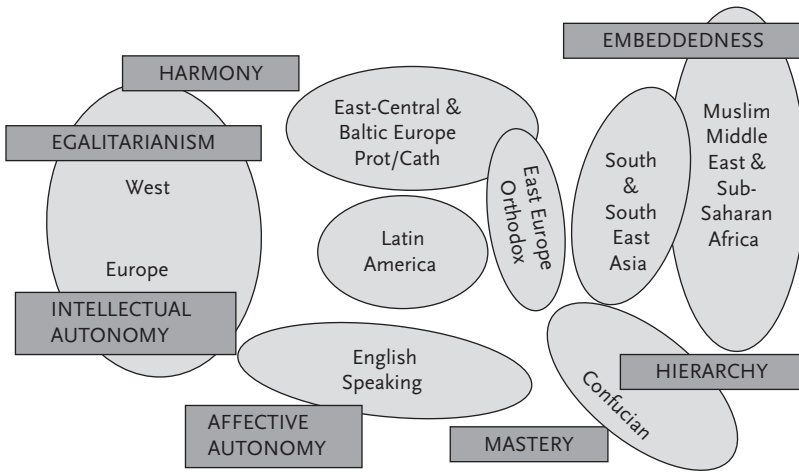 EMBEDDEDNESS
HARMONY
EGALITARIANISM
West
Europe
INTELLECTUAL
AUTONOMY
East-Central &
Baltic Europe
Prot/Cath
East Europe
Orthodox
Latin
America
South
&
South
East
Asia
Muslim
Middle
East &
Sub-
Saharan
Africa
English
Speaking
Confucian
HIERARCHY
AFFECTIVE
AUTONOMY
MASTERY